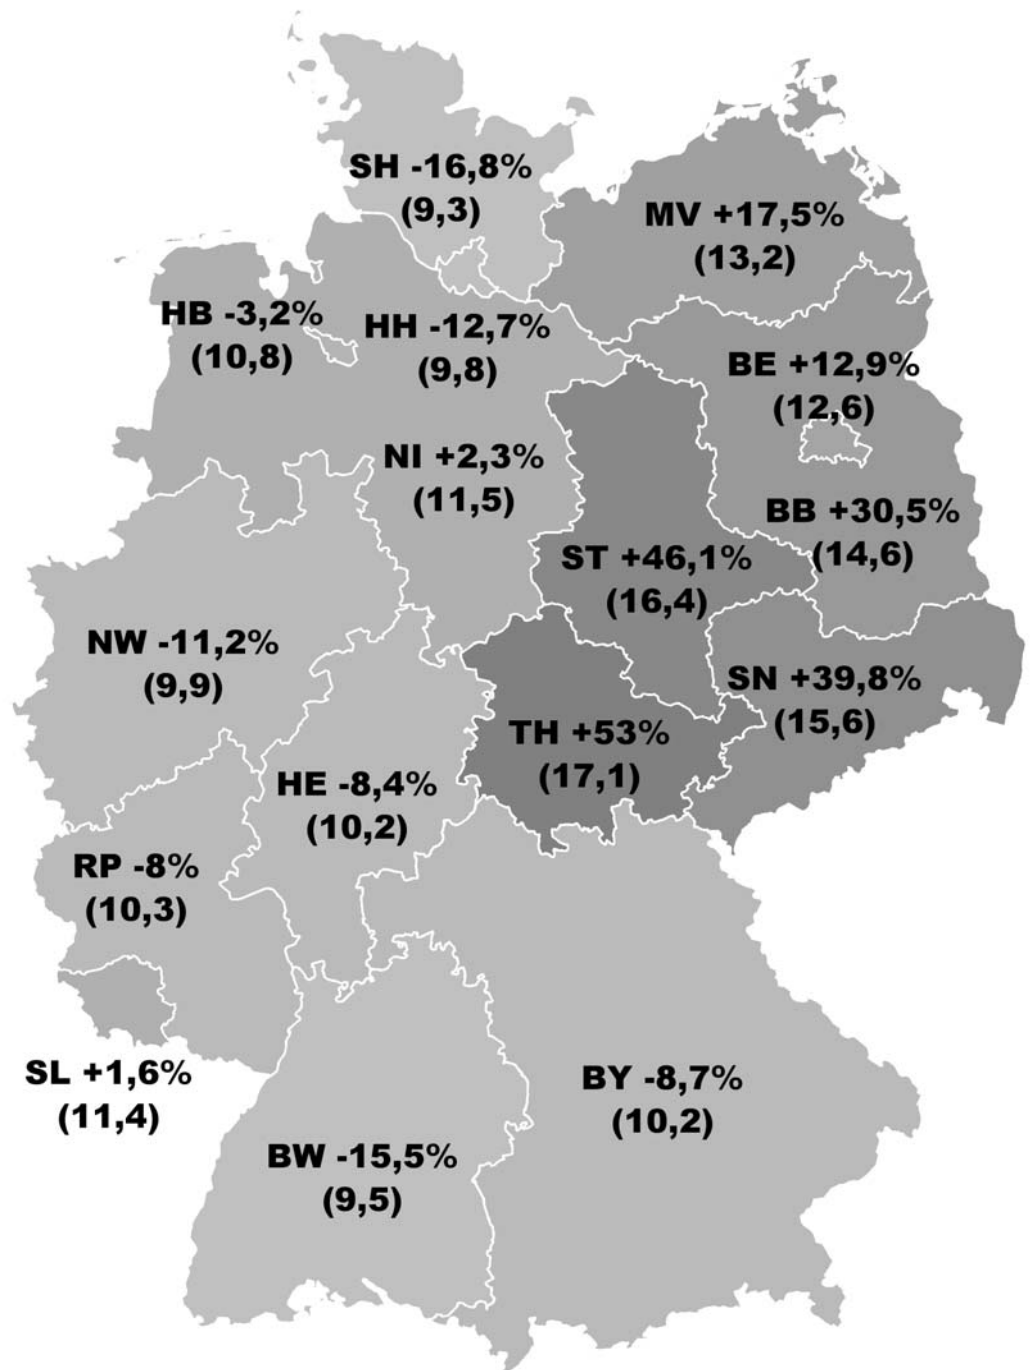 SH -16,8%
(9,3)
MV +17,5%
(13,2)
HB -3,2%
(10,8)
HH -12,7%
(9,8)
BE +12,9%
(12,6)
NI +2,3%
(11,5)
BB +30,5%
(14,6)
ST +46,1%
(16,4)
NW -11,2%
(9,9)
SN +39,8%
(15,6)
TH +53%
(17,1)
HE -8,4%
(10,2)
RP -8%
(10,3)
SL +1,6%
(11,4)
BY -8,7%
(10,2)
BW -15,5%
(9,5)